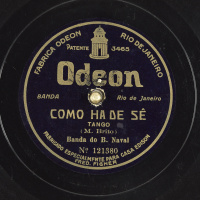 FABRICA ODEON RIO DE JANEIRO
PATENTE 3465
Odeon
BANDA Rio de Janeiro
COMO HA DE SÊ
TANGO
(M. Brito)
Banda do B. Naval
Nº 121380
FABRICADO ESPECIALMENTE PARA CASA EDISON
FRED. FIGNER